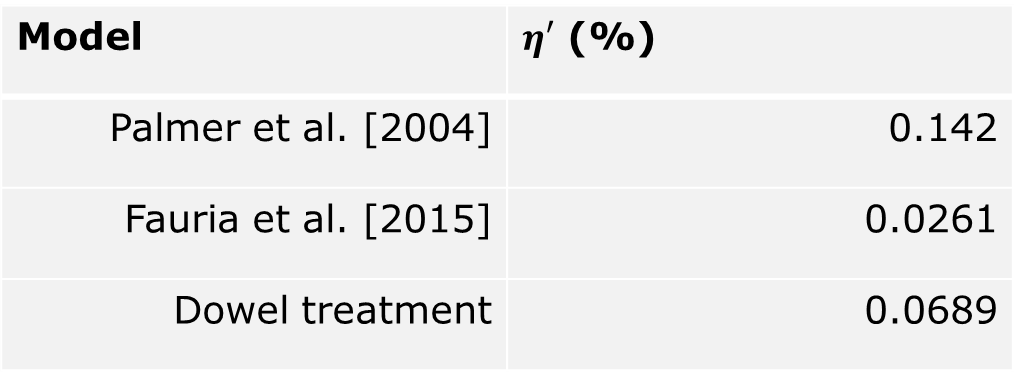 Model η′ (%)
Palmer et al. [2004] 0.142
Fauria et al. [2015] 0.0261
Dowel treatment 0.0689